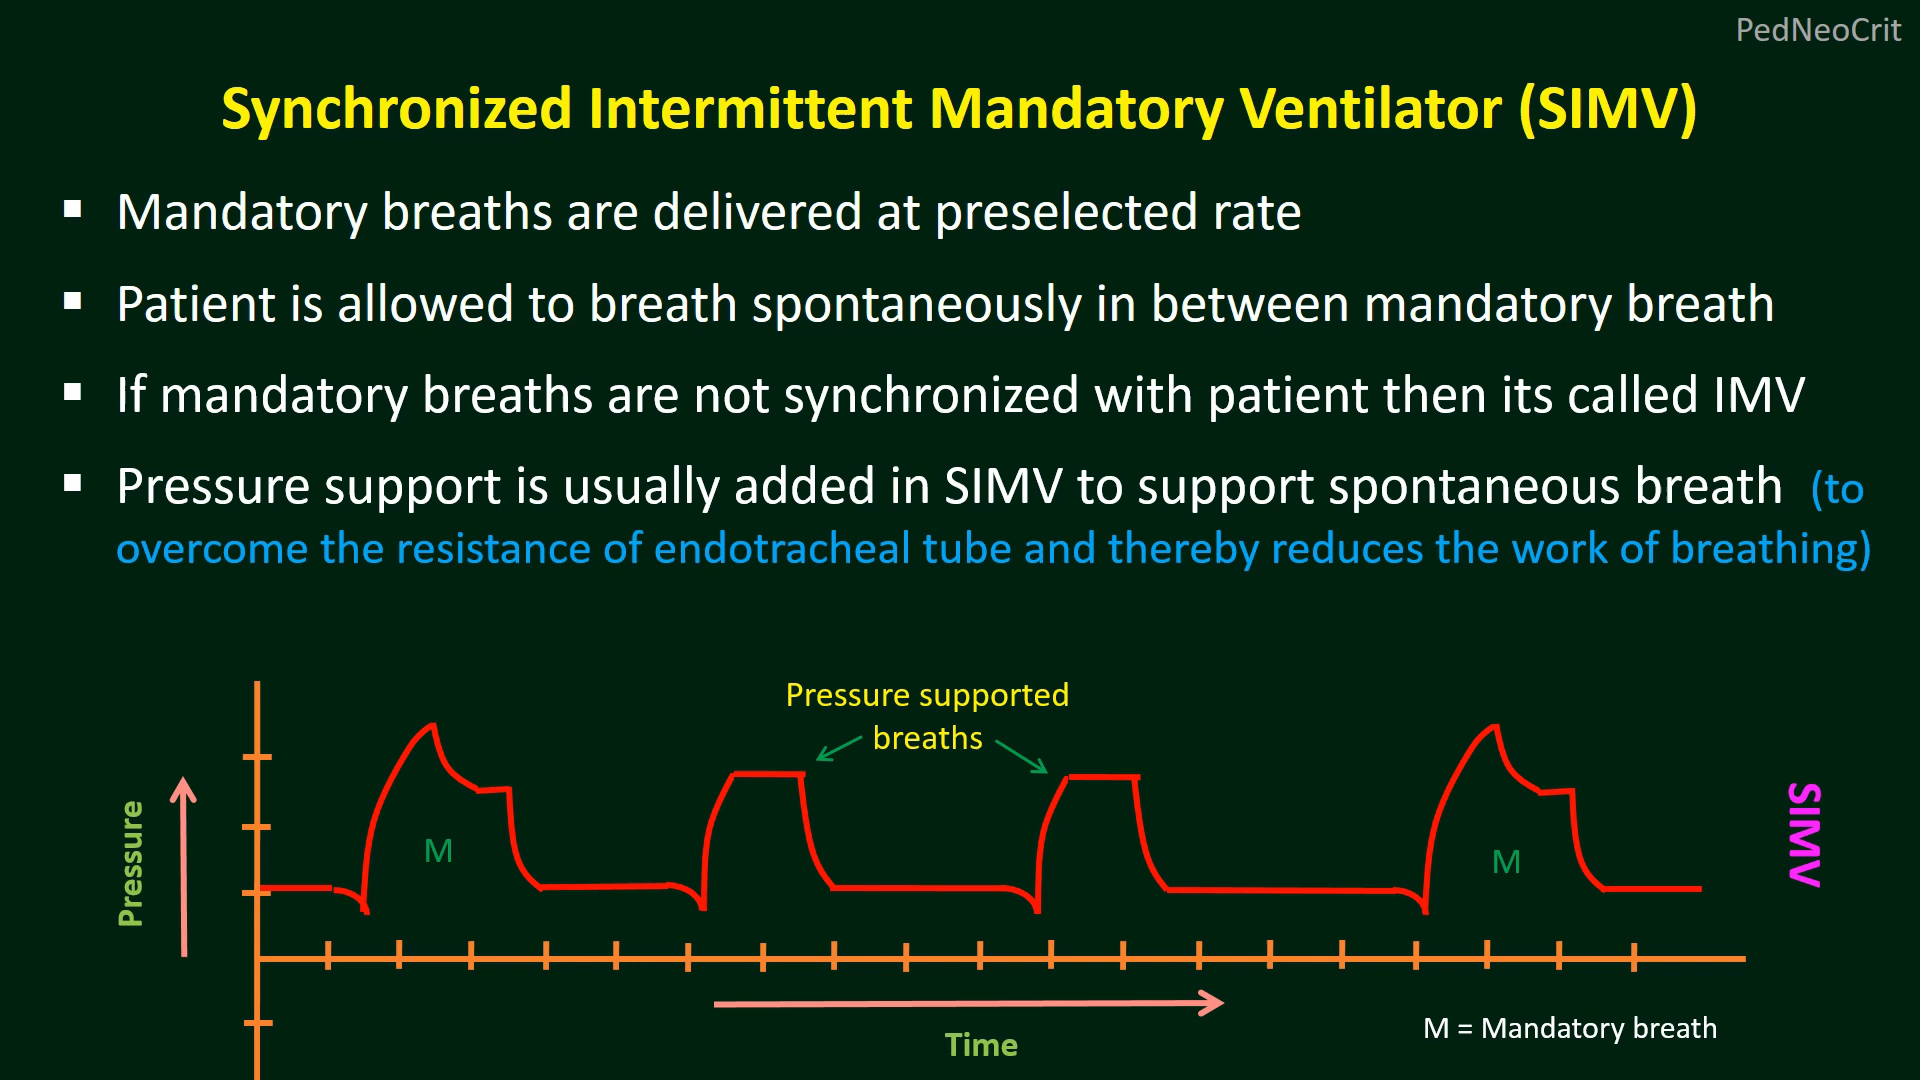 PedNeoCrit
Synchronized Intermittent Mandatory Ventilator (SIMV)
▪ Mandatory breaths are delivered at preselected rate
▪ Patient is allowed to breath spontaneously in between mandatory breath
▪ If mandatory breaths are not synchronized with patient then its called IMV
▪ Pressure support is usually added in SIMV to support spontaneous breath (to
overcome the resistance of endotracheal tube and thereby reduces the work of breathing)
Pressure supported
breaths
Pressure
M
M
SIMV
Time
M = Mandatory breath